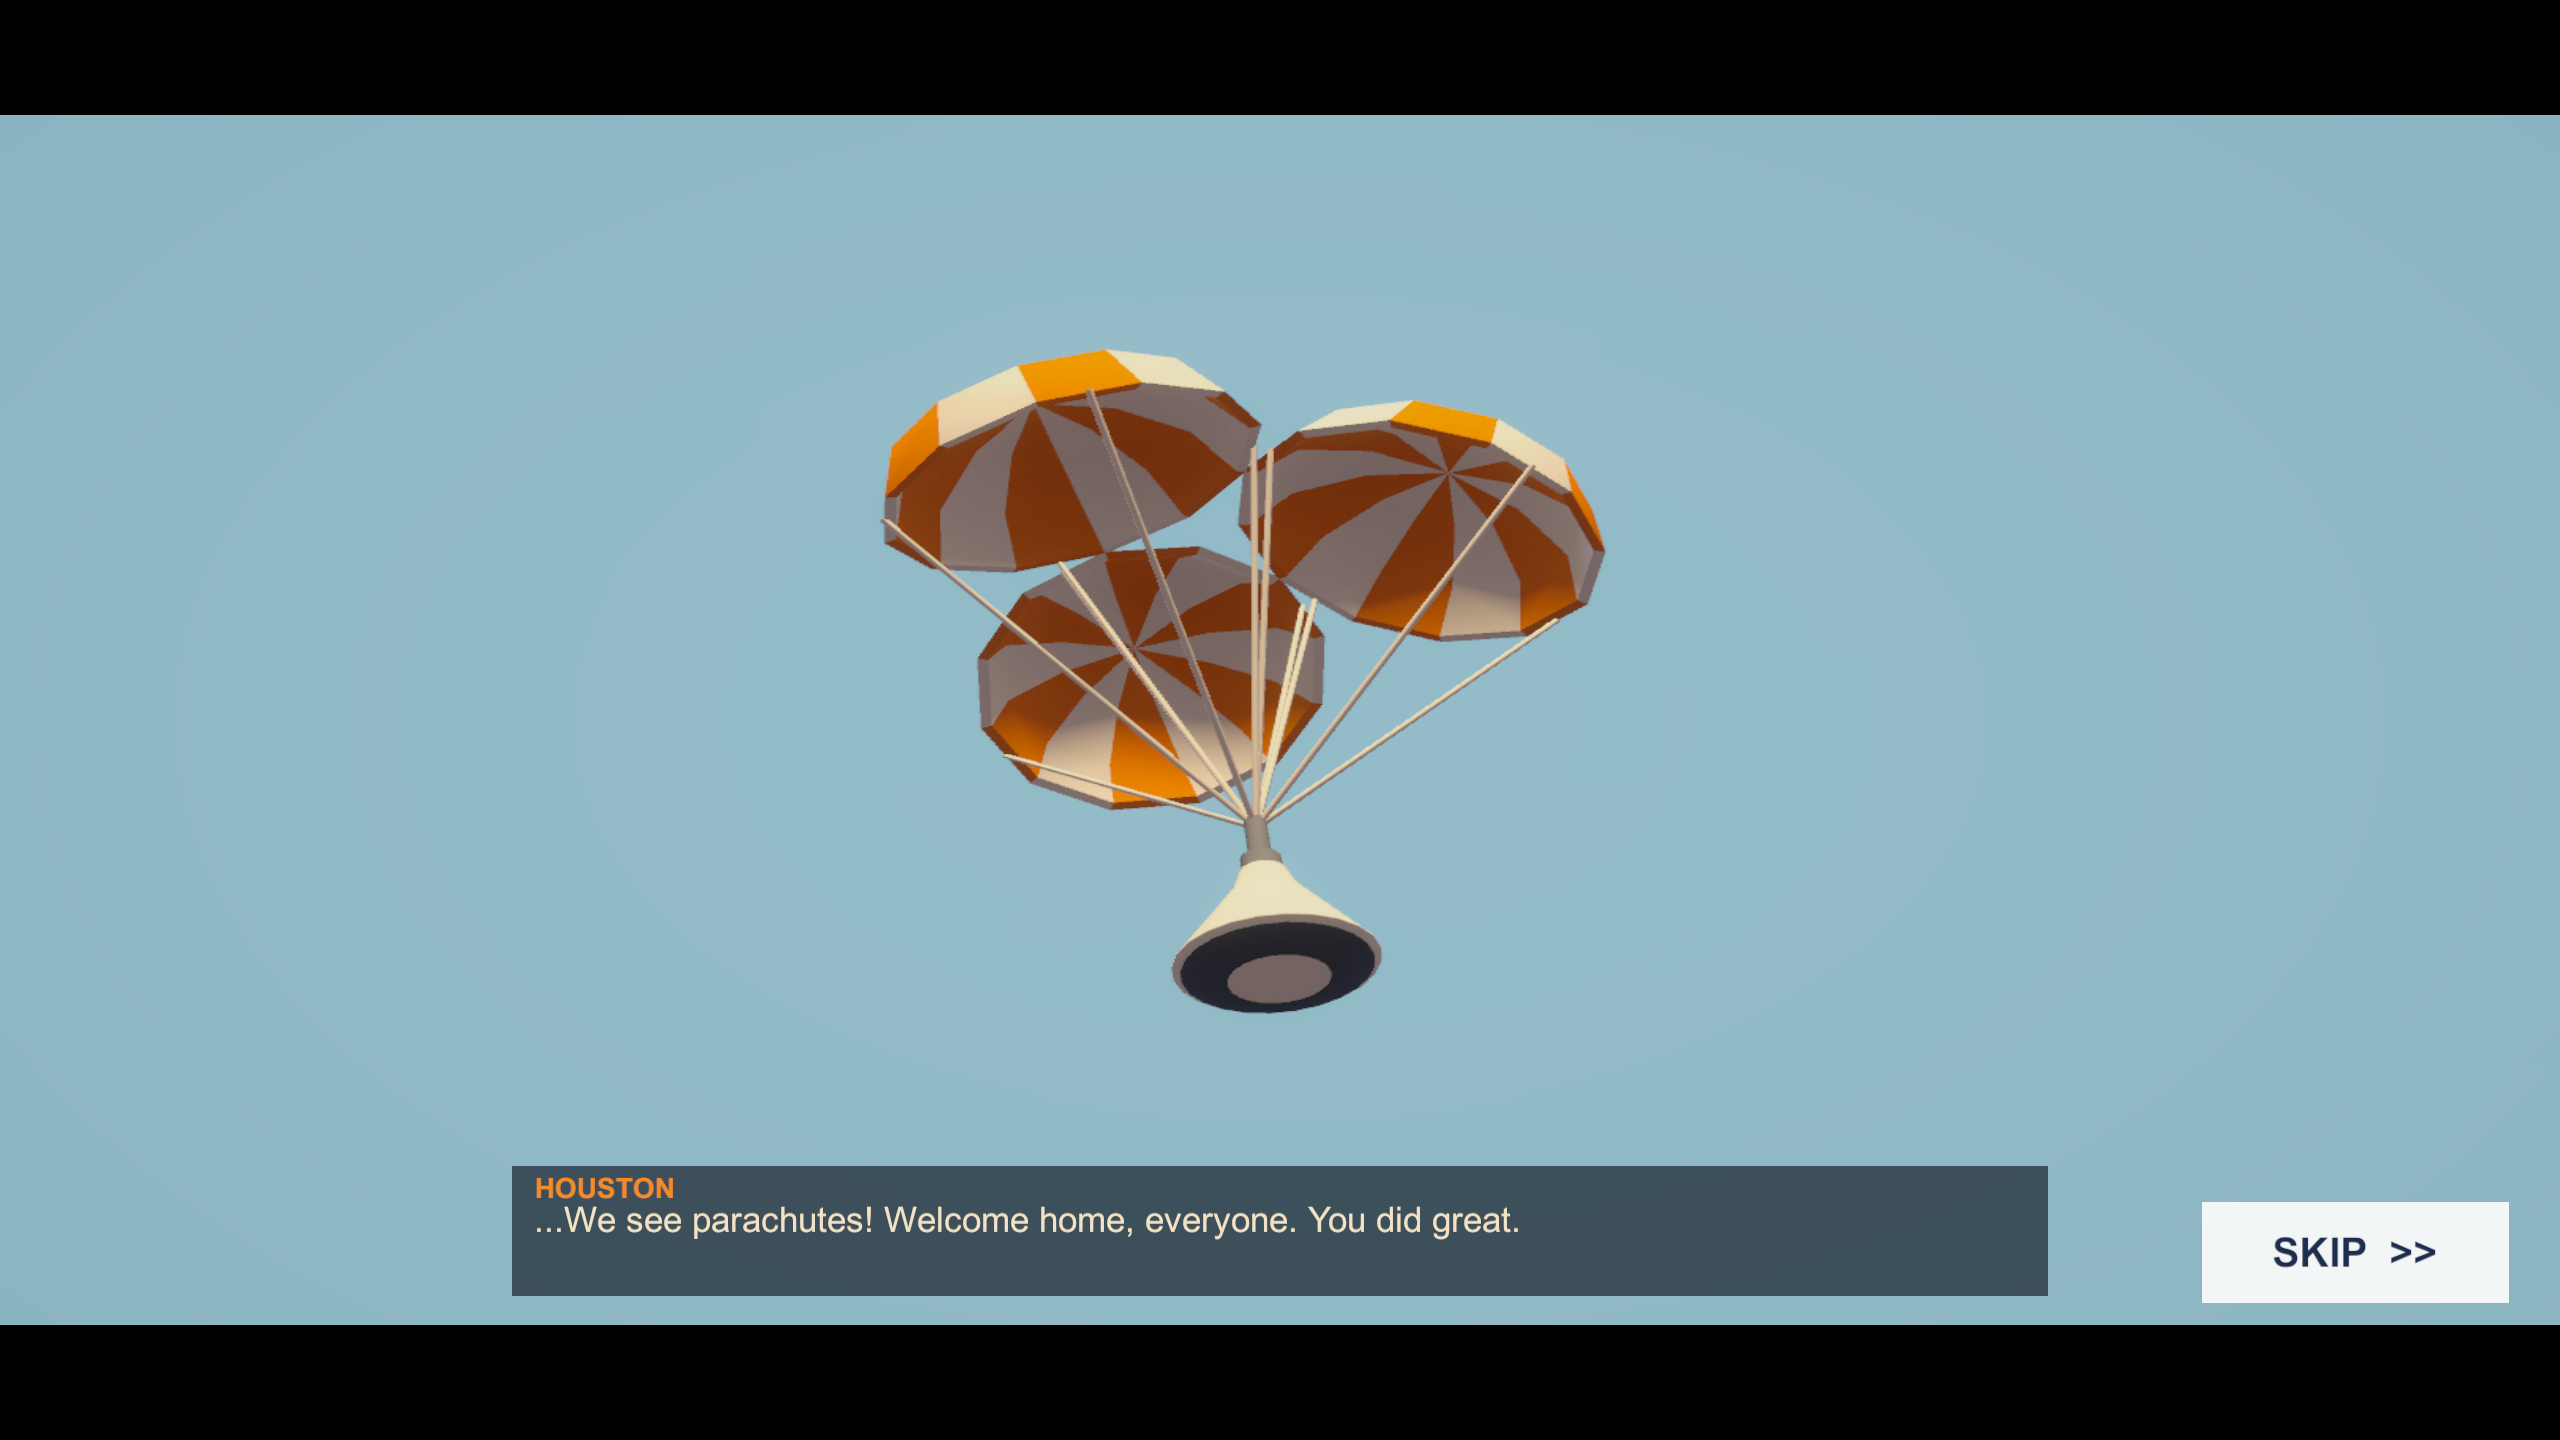 HOUSTON
...We see parachutes! Welcome home, everyone. You did great.
SKIP >>